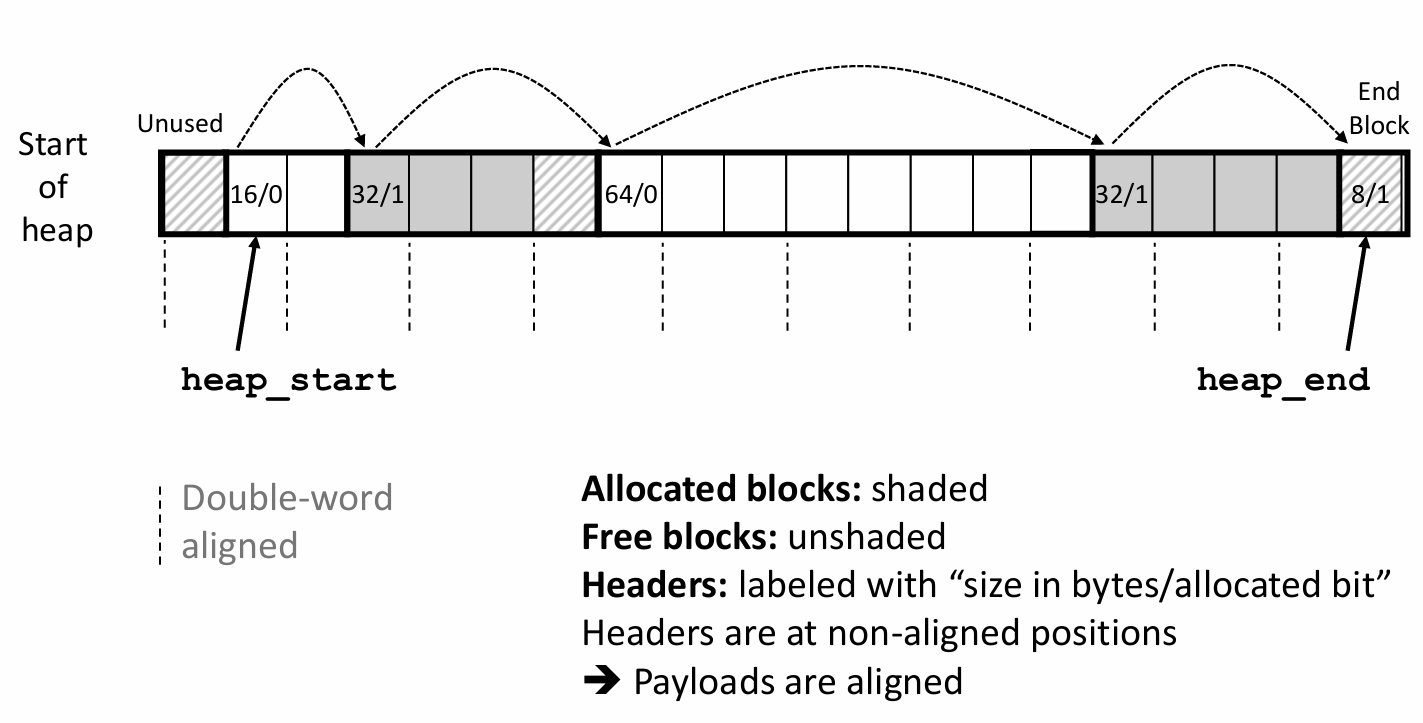 Unused
End
Block
Start
of
heap
16/0
32/1
64/0
32/1
8/1
heap_start
heap_end
Double-word
aligned
Allocated blocks: shaded
Free blocks: unshaded
Headers: labeled with “size in bytes/allocated bit”
Headers are at non-aligned positions
➔ Payloads are aligned